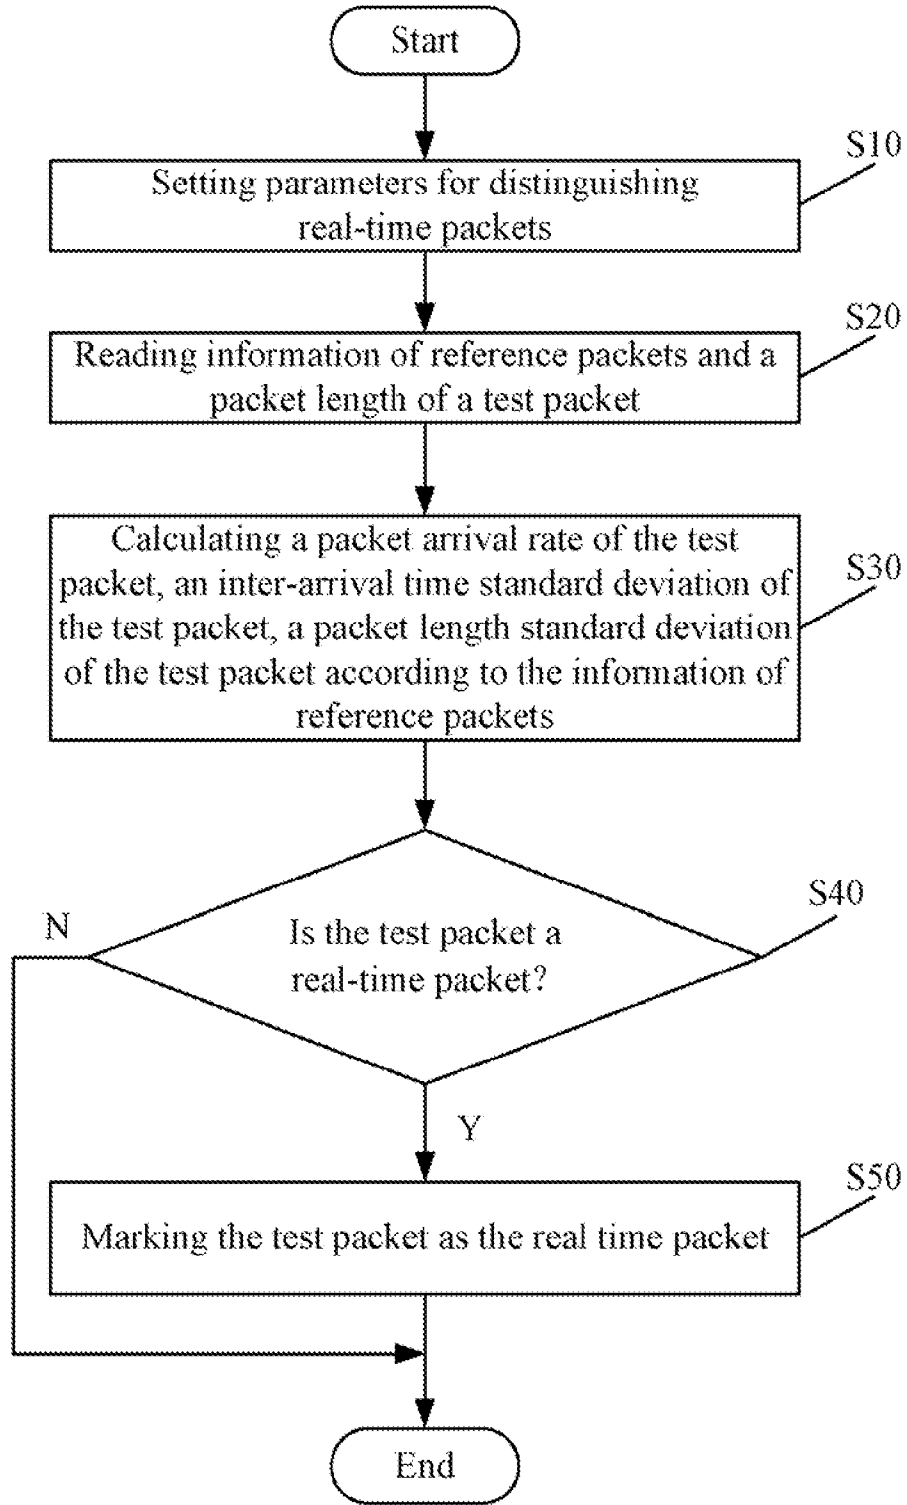 Start
S10
Setting parameters for distinguishing
real-time packets
S20
Reading information of reference packets and a
packet length of a test packet
S30
Calculating a packet arrival rate of the test
packet, an inter-arrival time standard deviation of
the test packet, a packet length standard deviation
of the test packet according to the information of
reference packets
S40
N
Is the test packet a
real-time packet?
Y
S50
Marking the test packet as the real time packet
End